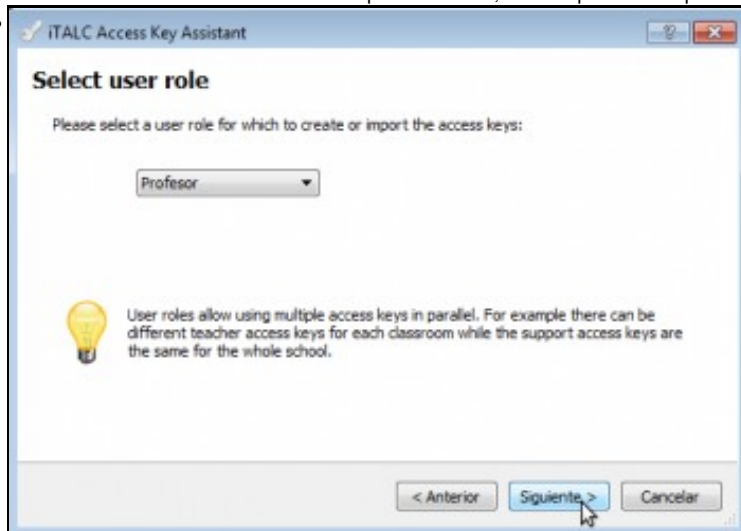 iTALC Access Key Assistant
Select user role
Please select a user role for which to create or import the access keys:
Profesor
User roles allow using multiple access keys in parallel. For example there can be
different teacher access keys for each classroom while the support access keys are
the same for the whole school.
< Anterior
Siguiente >
Cancelar